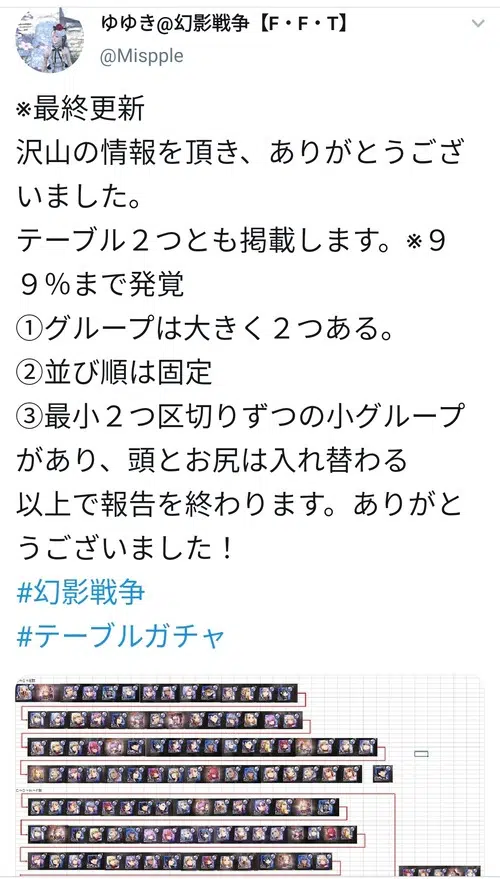 ゆゆき@幻影戦争【F・F・T】
@Mispple
※最終更新
沢山の情報を頂き、ありがとうござ
いました。
テーブル２つとも掲載します。※９
９％まで発覚
①グループは大きく２つある。
②並び順は固定
③最小２つ区切りずつの小グループ
があり、頭とお尻は入れ替わる
以上で報告を終わります。ありがと
うございました！
#幻影戦争
#テーブルガチャ